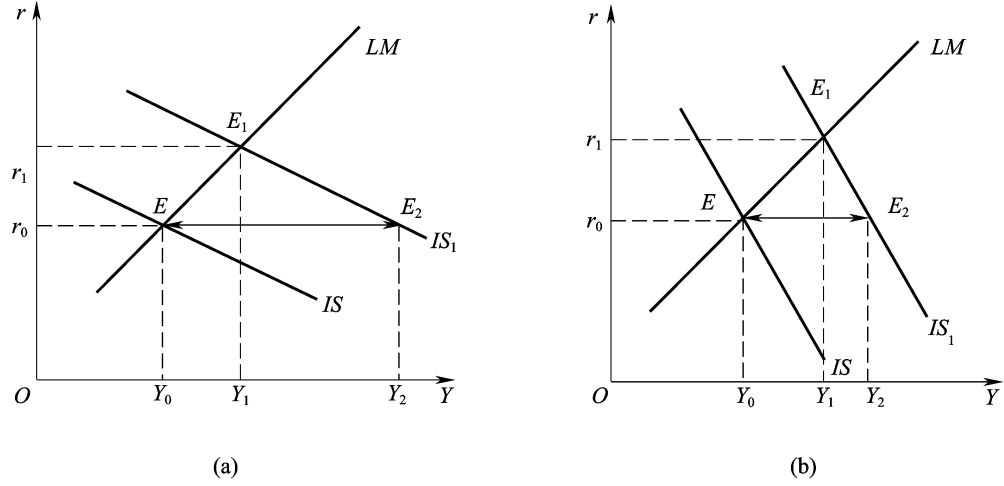 r
LM
E₁
r₁
E
E₂
r₀
IS₁
IS
O
Y₀
Y₁
Y₂
Y
(a)
r
LM
E₁
r₁
E
E₂
r₀
IS₁
IS
O
Y₀
Y₁
Y₂
Y
(b)